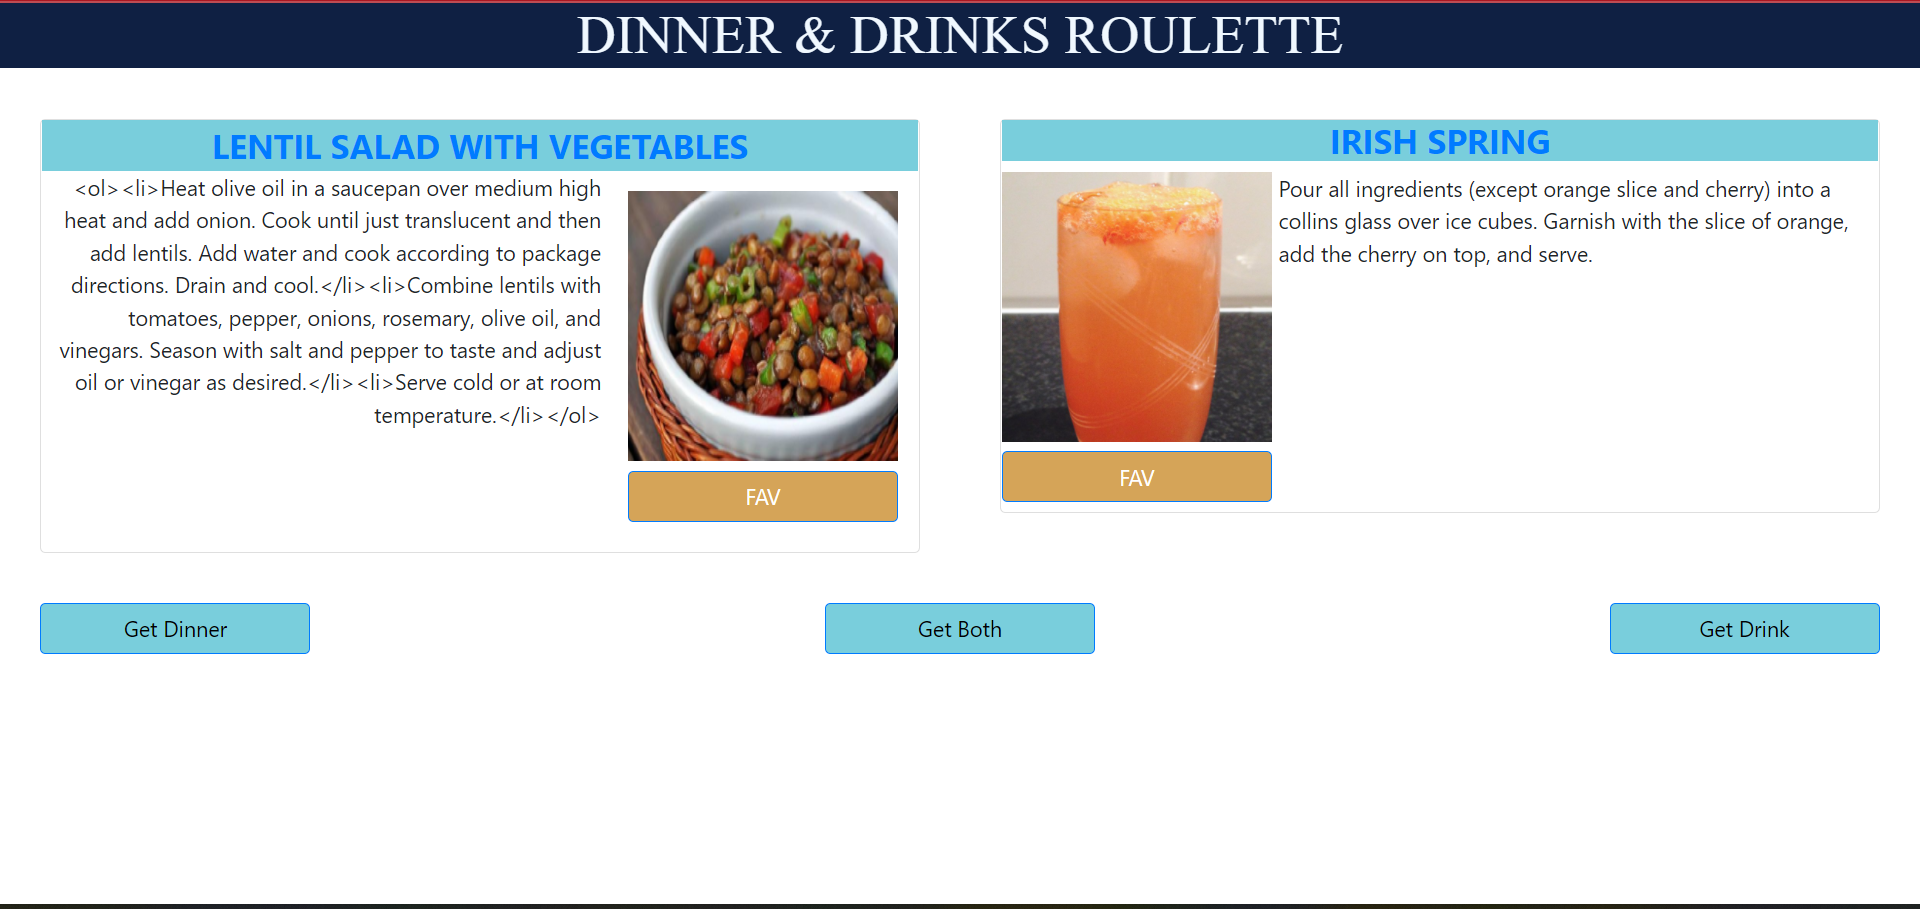 DINNER & DRINKS ROULETTE
LENTIL SALAD WITH VEGETABLES
<ol><li>Heat olive oil in a saucepan over medium high
heat and add onion. Cook until just translucent and then
add lentils. Add water and cook according to package
directions. Drain and cool.</li><li>Combine lentils with
tomatoes, pepper, onions, rosemary, olive oil, and
vinegars. Season with salt and pepper to taste and adjust
oil or vinegar as desired.</li><li>Serve cold or at room
temperature.</li></ol>
FAV
IRISH SPRING
Pour all ingredients (except orange slice and cherry) into a
collins glass over ice cubes. Garnish with the slice of orange,
add the cherry on top, and serve.
FAV
Get Dinner
Get Both
Get Drink